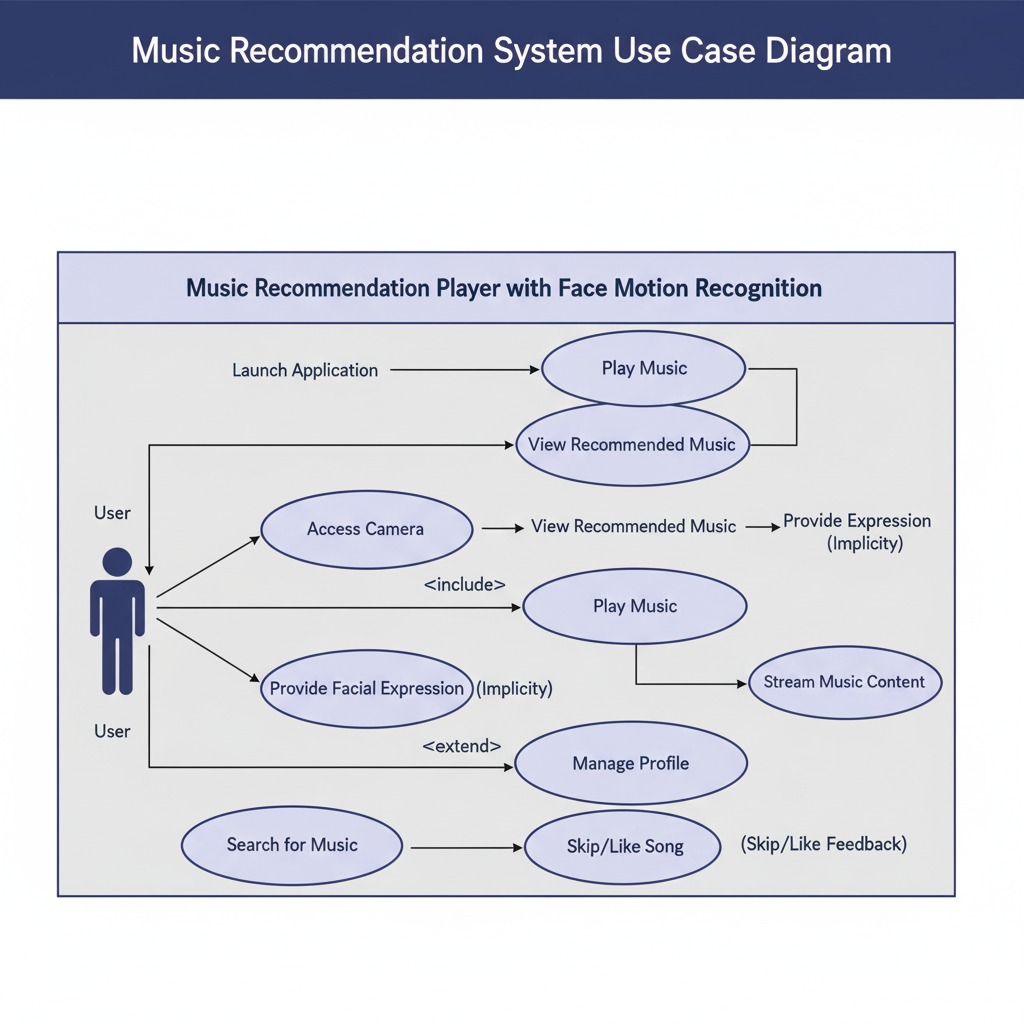 Music Recommendation System Use Case Diagram
Music Recommendation Player with Face Motion Recognition
Launch Application
Play Music
View Recommended Music
User
Access Camera
View Recommended Music
Provide Expression
(Implicity)
<include>
Play Music
Provide Facial Expression (Implicity)
Stream Music Content
User
<extend>
Manage Profile
Search for Music
Skip/Like Song
(Skip/Like Feedback)